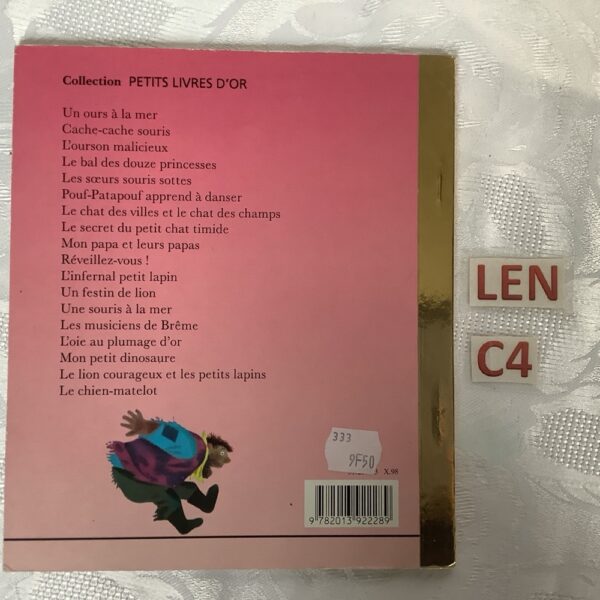 Collection PETITS LIVRES D'OR
Un ours à la mer
Cache-cache souris
L'ourson malicieux
Le bal des douze princesses
Les sœurs souris sottes
Pouf-Patapouf apprend à danser
Le chat des villes et le chat des champs
Le secret du petit chat timide
Mon papa et leurs papas
Réveillez-vous !
L'infernal petit lapin
Un festin de lion
Une souris à la mer
Les musiciens de Brême
L'oie au plumage d'or
Mon petit dinosaure
Le lion courageux et les petits lapins
Le chien-matelot
333
9F50
X.98
9 782013 922289
LEN
C4